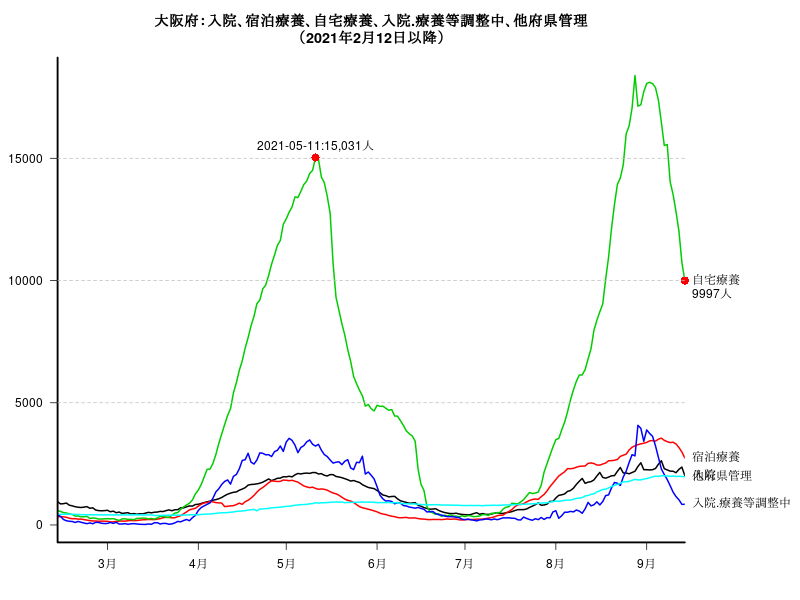 大阪府：入院、宿泊療養、自宅療養、入院.療養等調整中、他府県管理
（2021年2月12日以降）
2021-05-11:15,031人
15000
10000
5000
0
自宅療養
9997人
宿泊療養
入院
他府県管理
入院.療養等調整中
3月
4月
5月
6月
7月
8月
9月